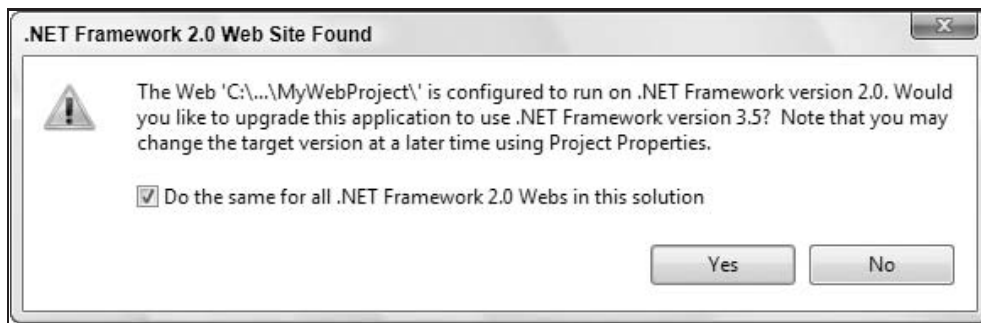 .NET Framework 2.0 Web Site Found
The Web 'C:\...\MyWebProject\' is configured to run on .NET Framework version 2.0. Would
you like to upgrade this application to use .NET Framework version 3.5?  Note that you may
change the target version at a later time using Project Properties.
Do the same for all .NET Framework 2.0 Webs in this solution
Yes
No